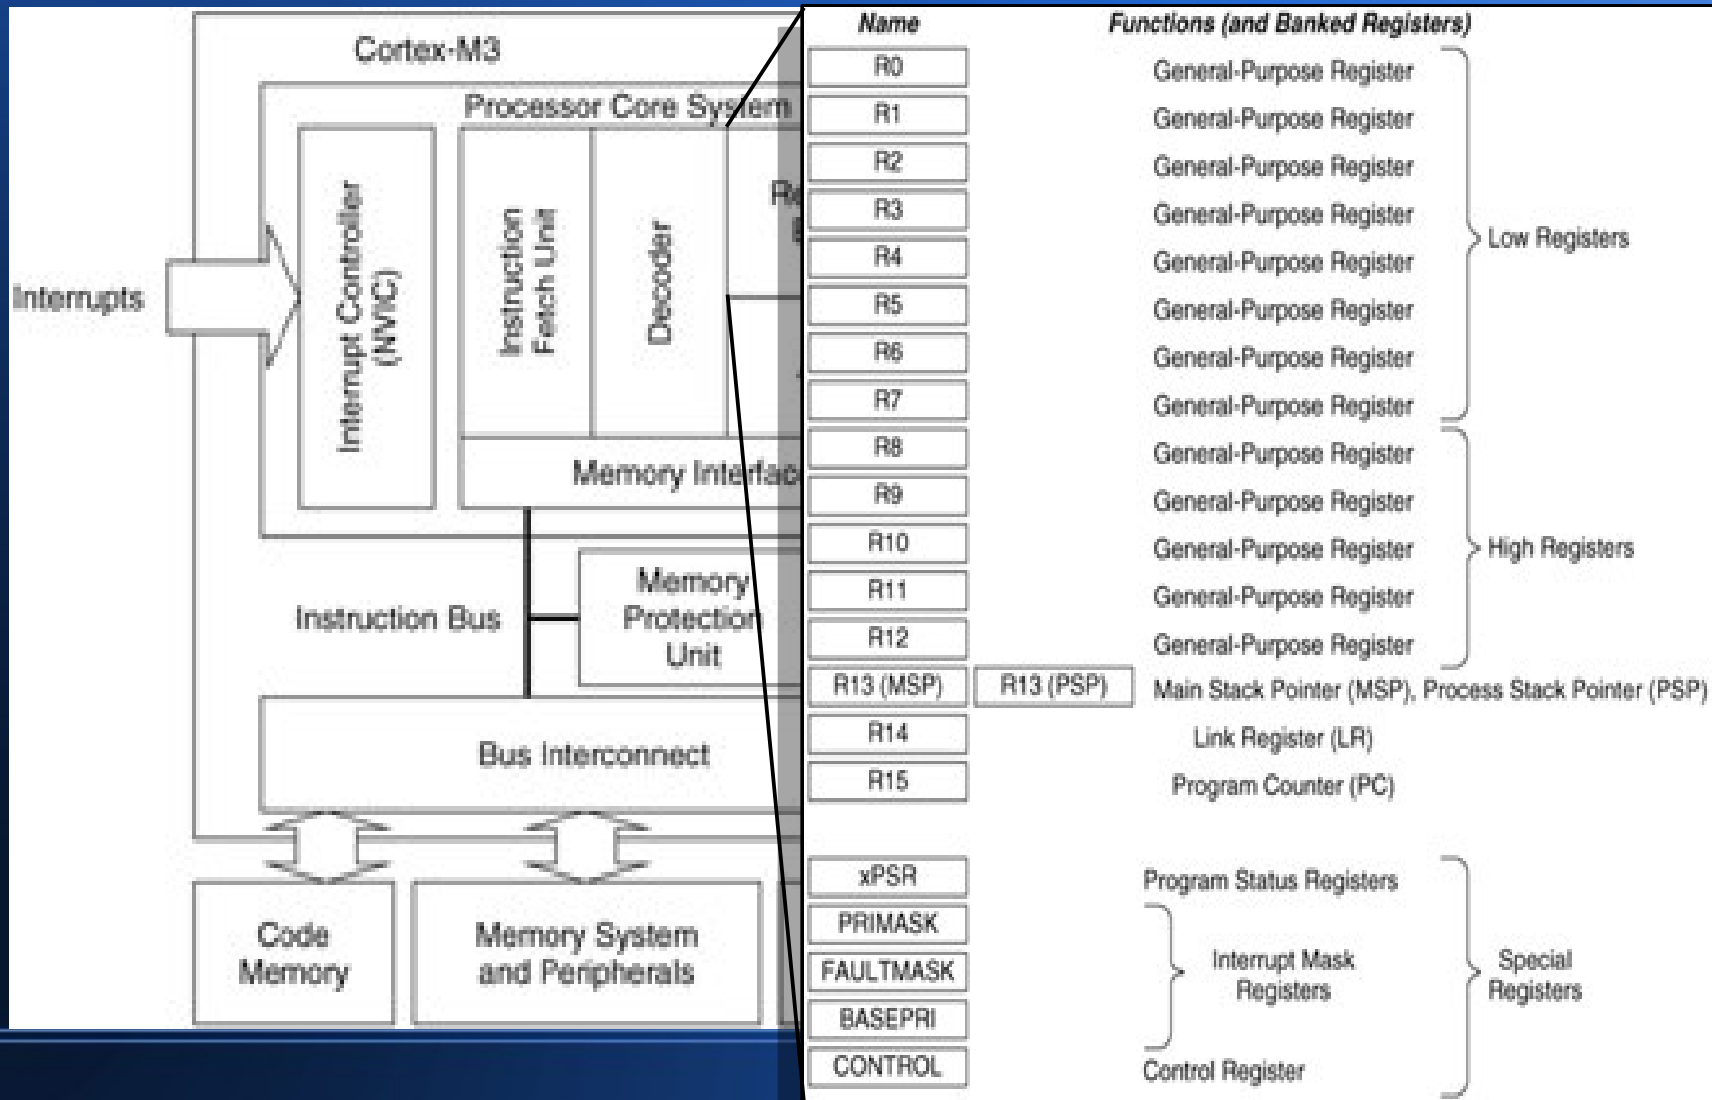 Cortex-M3
Processor Core System
Interrupts
Interrupt Controller
(NVIC)
Instruction
Fetch Unit
Decoder
Memory Interfac
Instruction Bus
Memory
Protection
Unit
Bus Interconnect
Code
Memory
Memory System
and Peripherals
Name Functions (and Banked Registers)
R0 General-Purpose Register
R1 General-Purpose Register
R2 General-Purpose Register
R3 General-Purpose Register
Low Registers
R4 General-Purpose Register
R5 General-Purpose Register
R6 General-Purpose Register
R7 General-Purpose Register
R8 General-Purpose Register
R9 General-Purpose Register
R10 General-Purpose Register
High Registers
R11 General-Purpose Register
R12 General-Purpose Register
R13 (MSP) R13 (PSP) Main Stack Pointer (MSP), Process Stack Pointer (PSP)
R14 Link Register (LR)
R15 Program Counter (PC)
xPSR Program Status Registers
PRIMASK
FAULTMASK
BASEPRI
Interrupt Mask
Registers
Special
Registers
CONTROL Control Register